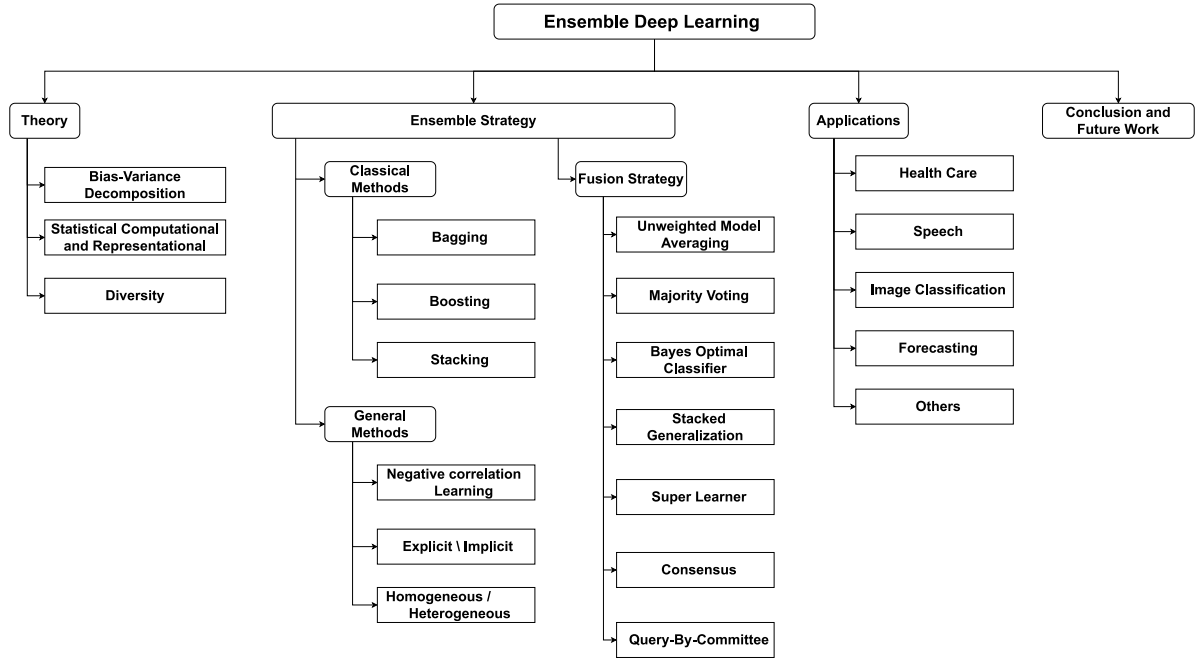 Ensemble Deep Learning
Theory
Bias-Variance
Decomposition
Statistical Computational
and Representational
Diversity
Ensemble Strategy
Classical
Methods
Bagging
Boosting
Stacking
General
Methods
Negative correlation
Learning
Explicit \ Implicit
Homogeneous /
Heterogeneous
Fusion Strategy
Unweighted Model
Averaging
Majority Voting
Bayes Optimal
Classifier
Stacked
Generalization
Super Learner
Consensus
Query-By-Committee
Applications
Health Care
Speech
Image Classification
Forecasting
Others
Conclusion and
Future Work